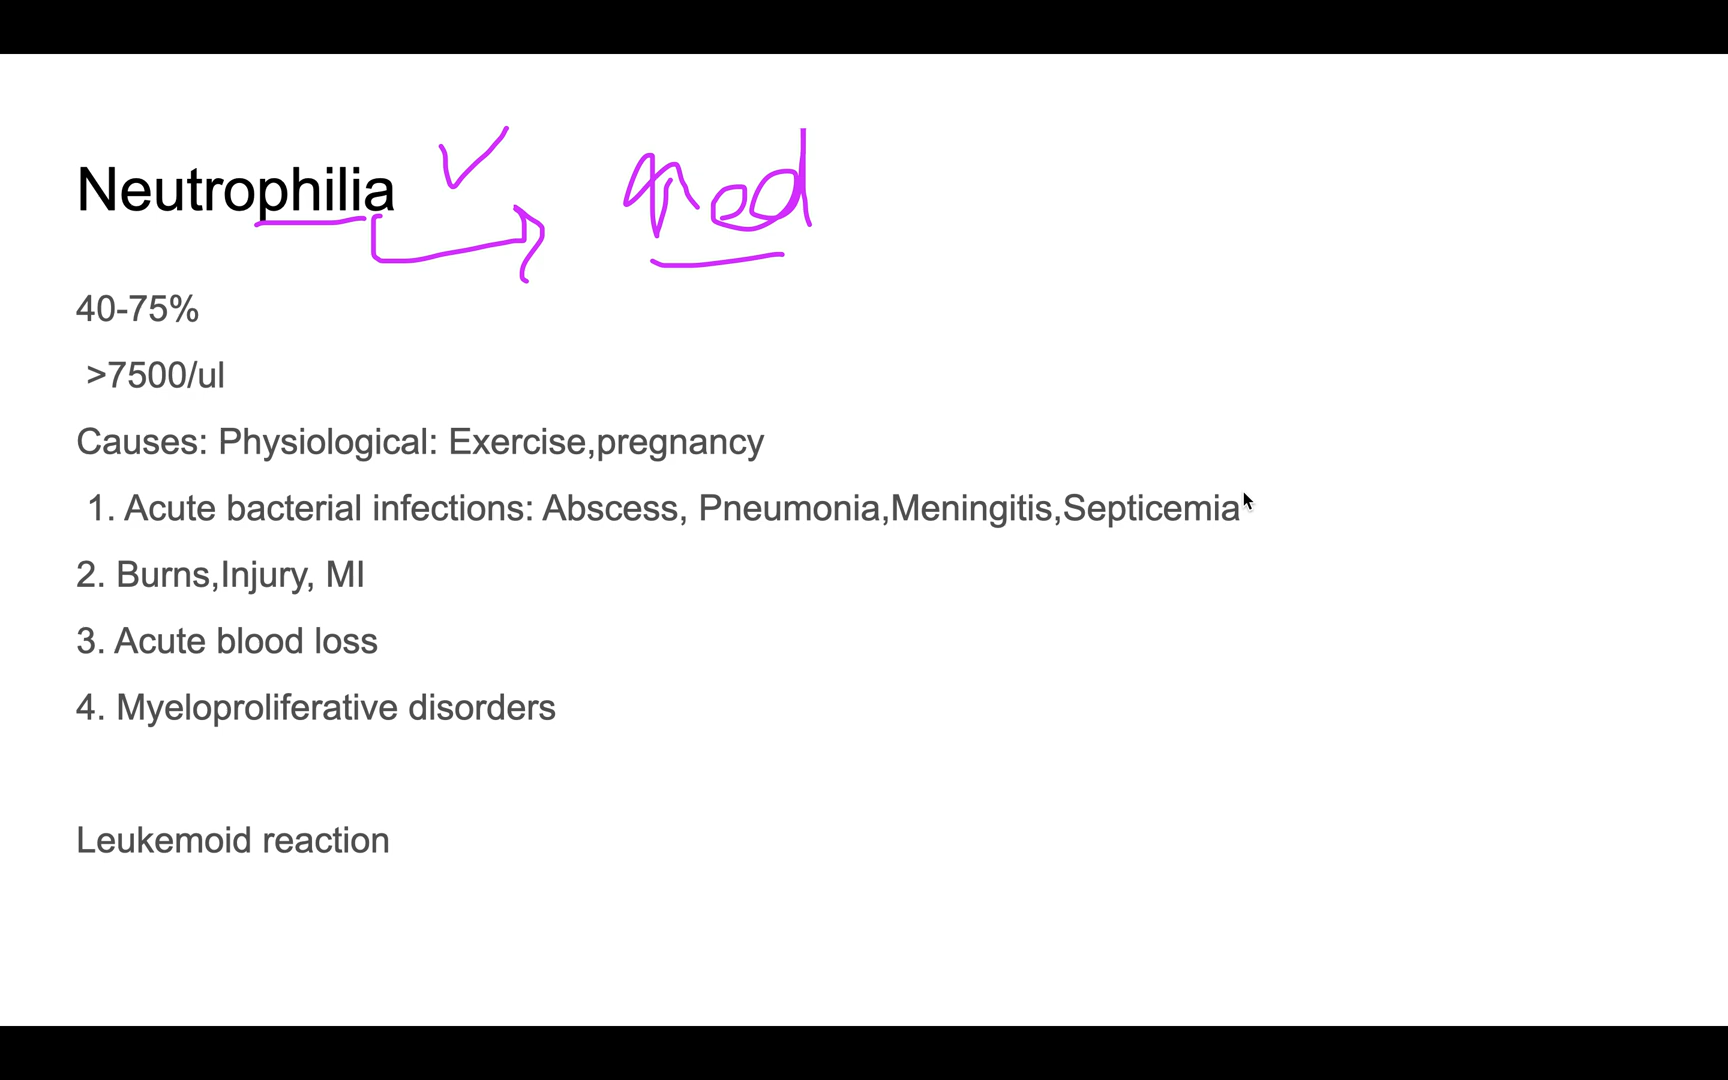 Neutrophilia
↑ed
40-75%
>7500/ul
Causes: Physiological: Exercise,pregnancy
1. Acute bacterial infections: Abscess, Pneumonia,Meningitis,Septicemia
2. Burns,Injury, MI
3. Acute blood loss
4. Myeloproliferative disorders
Leukemoid reaction